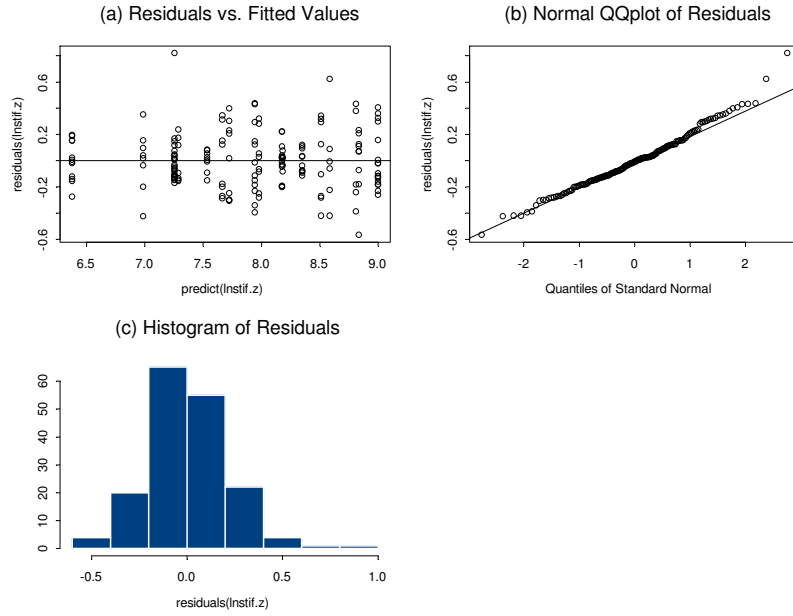 (a) Residuals vs. Fitted Values
residuals(lnstif.z)
0.6
0.2
-0.2
-0.6
6.5 7.0 7.5 8.0 8.5 9.0
predict(lnstif.z)
(b) Normal QQplot of Residuals
residuals(lnstif.z)
0.6
0.2
-0.2
-0.6
-2 -1 0 1 2
Quantiles of Standard Normal
(c) Histogram of Residuals
60
50
40
30
20
10
0
-0.5 0.0 0.5 1.0
residuals(lnstif.z)